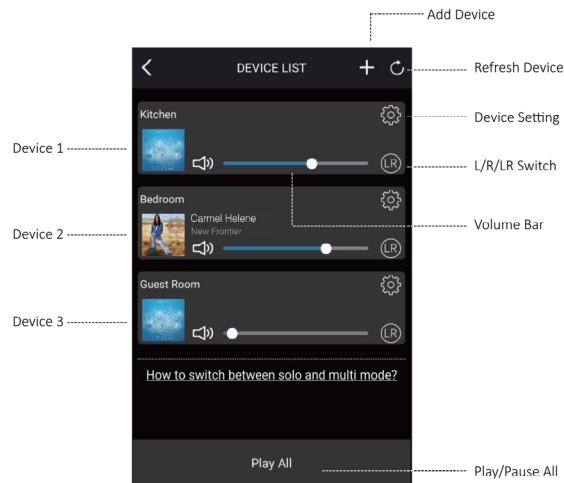 Add Device
DEVICE LIST
Refresh Device
Kitchen
Device Setting
Device 1
LR
L/R/LR Switch
Bedroom
Carmel Helene
New Frontier
Volume Bar
Device 2
LR
Guest Room
Device 3
LR
How to switch between solo and multi mode?
Play All
Play/Pause All